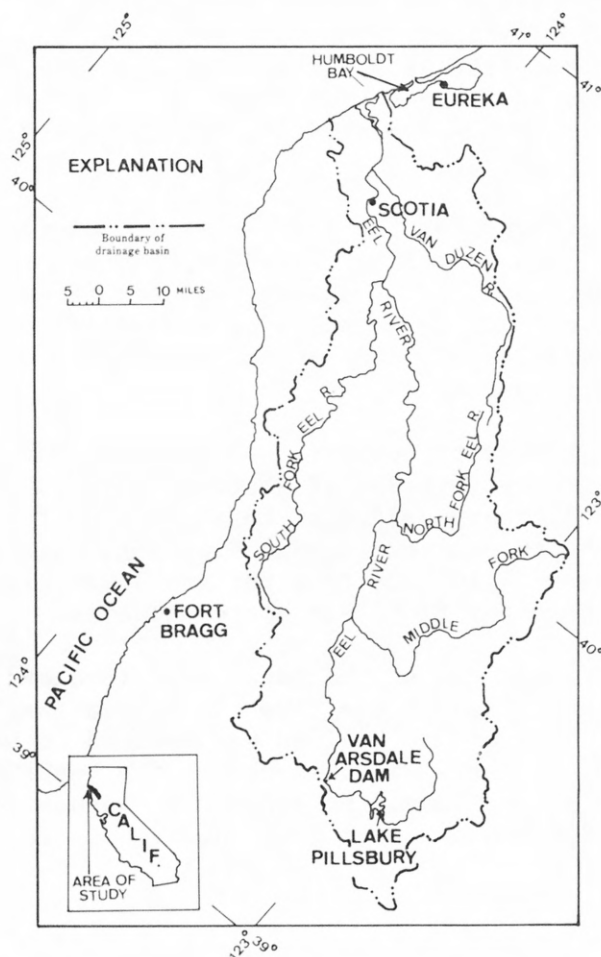 125°
41°
124°
HUMBOLDT
BAY
EUREKA
41°
125°
40°
EXPLANATION
Boundary of
drainage basin
5 0 10 MILES
SCOTIA
EEL
VAN DUZEN R.
RIVER
SOUTH FORK EEL R.
NORTH FORK EEL R.
123°
RIVER
MIDDLE FORK
EEL
PACIFIC OCEAN
FORT
BRAGG
124°
40°
39°
VAN
ARSDALE
DAM
LAKE
PILLSBURY
CALIF.
AREA OF
STUDY
123°
39°